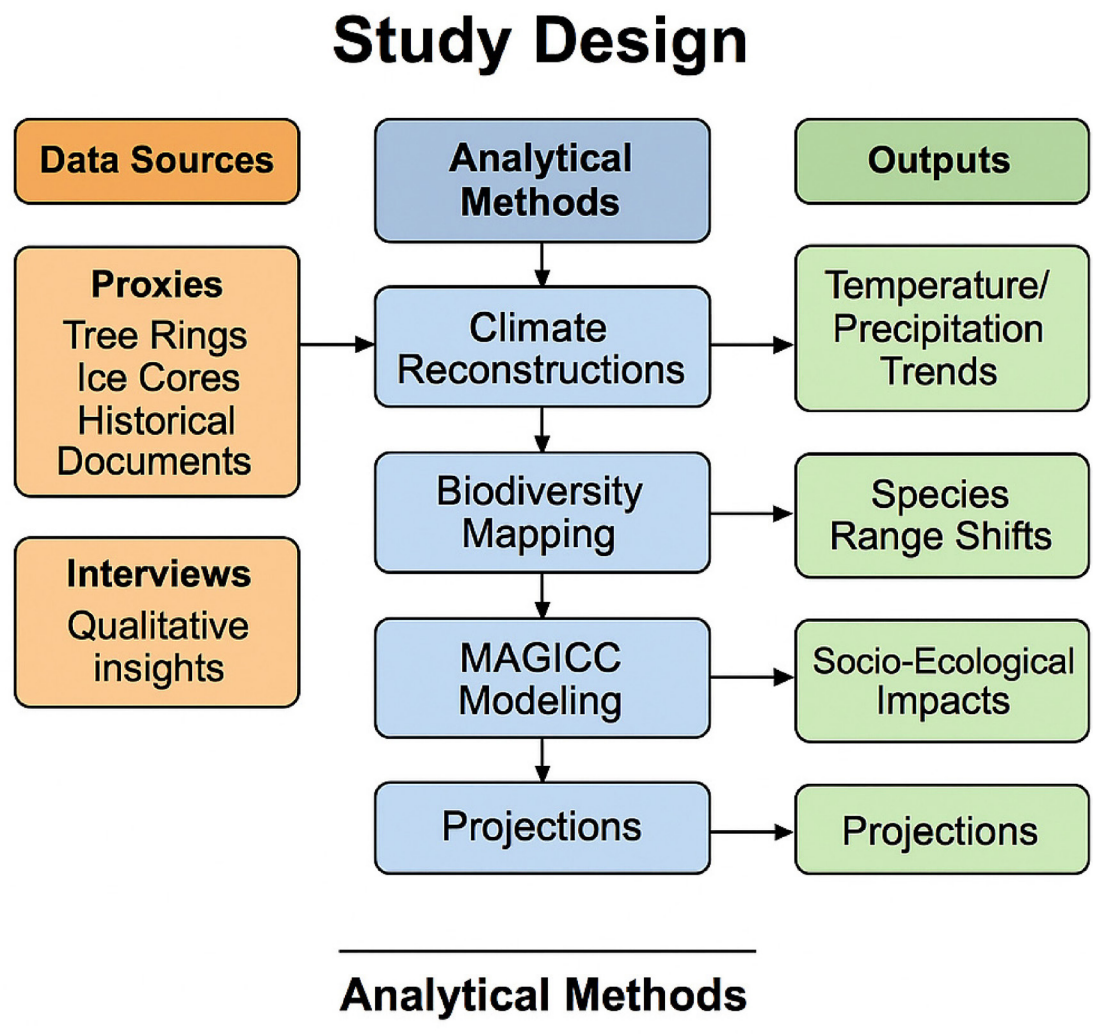 Study Design
Data Sources
Proxies
Tree Rings
Ice Cores
Historical
Documents
Interviews
Qualitative
insights
Analytical
Methods
Climate
Reconstructions
Biodiversity
Mapping
MAGICC
Modeling
Projections
Outputs
Temperature/
Precipitation
Trends
Species
Range Shifts
Socio-Ecological
Impacts
Projections
Analytical Methods